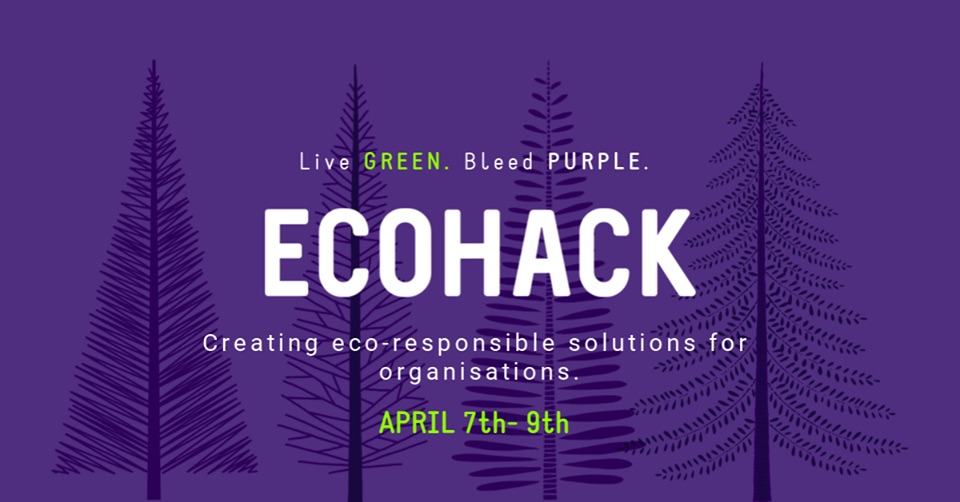 Live GREEN. Bleed PURPLE.
ECOHACK
Creating eco-responsible solutions for
organisations.
APRIL 7th- 9th